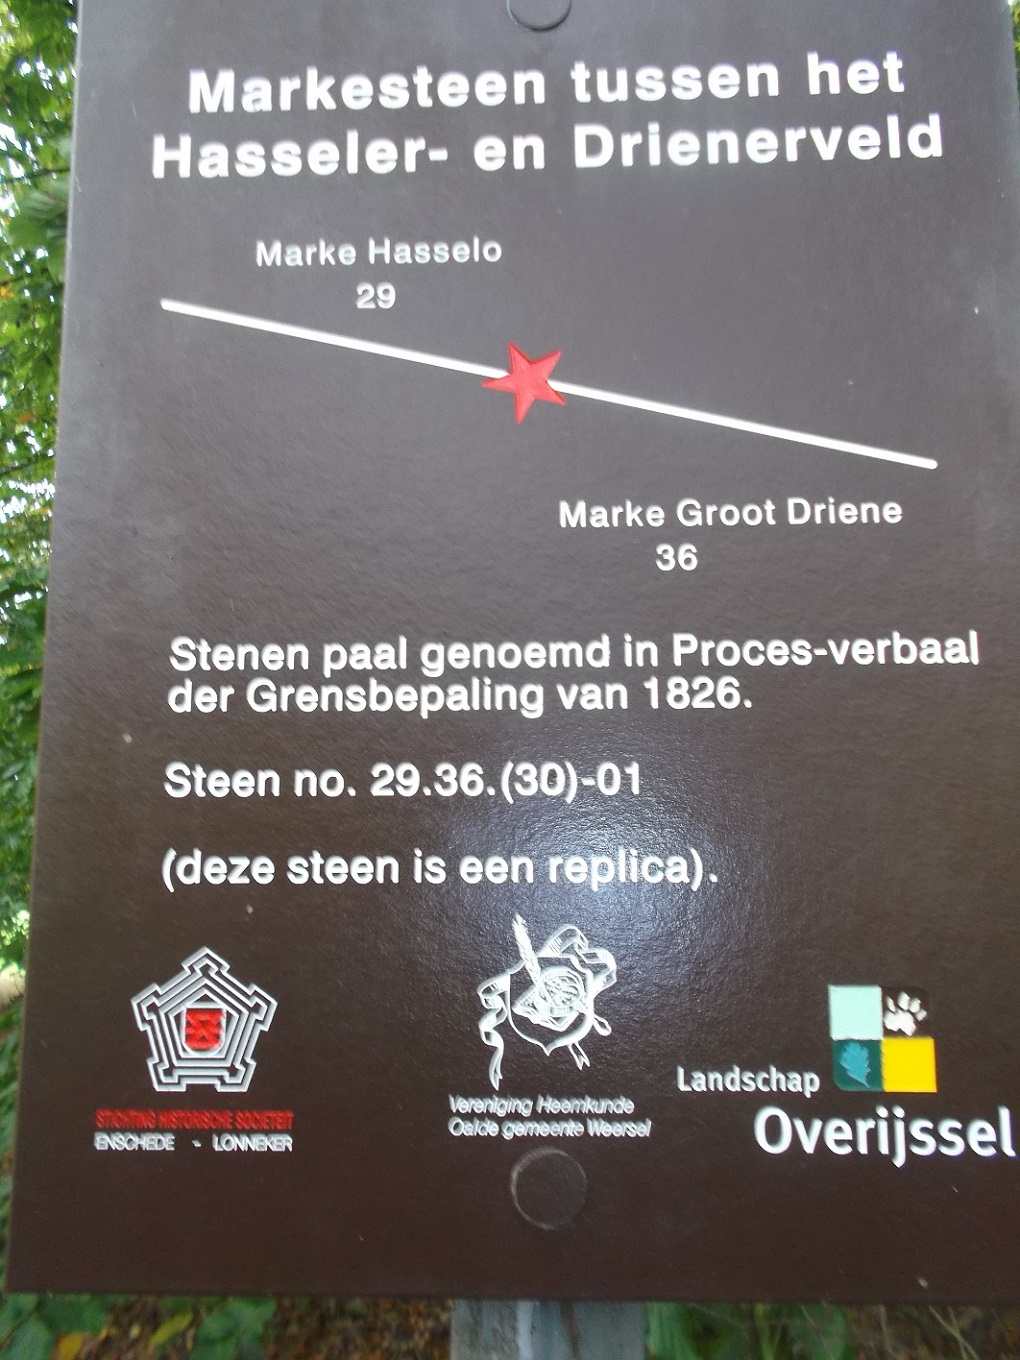 Markesteen tussen het
Hasseler- en Drienerveld
Marke Hasselo
29
Marke Groot Driene
36
Stenen paal genoemd in Proces-verbaal
der Grensbepaling van 1826.
Steen no. 29.36.(30)-01
(deze steen is een replica).
STICHTING HISTORISCHE SOCIETEIT
ENSCHEDE - LONNEKER
Vereniging Heemkunde
Oalde gemeente Weersel
Landschap
Overijssel